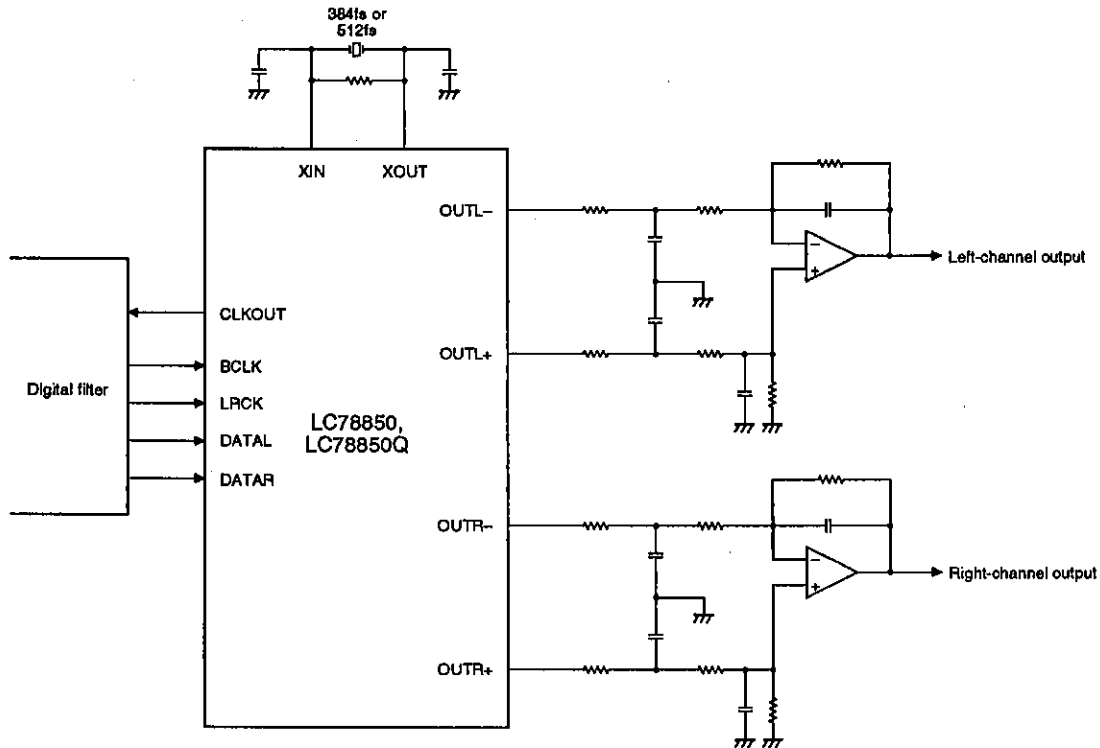 384fs or
512fs
XIN
XOUT
OUTL−
−
+
Left-channel output
CLKOUT
OUTL+
BCLK
Digital filter
LRCK
LC78850,
LC78850Q
DATAL
DATAR
OUTR−
−
+
Right-channel output
OUTR+